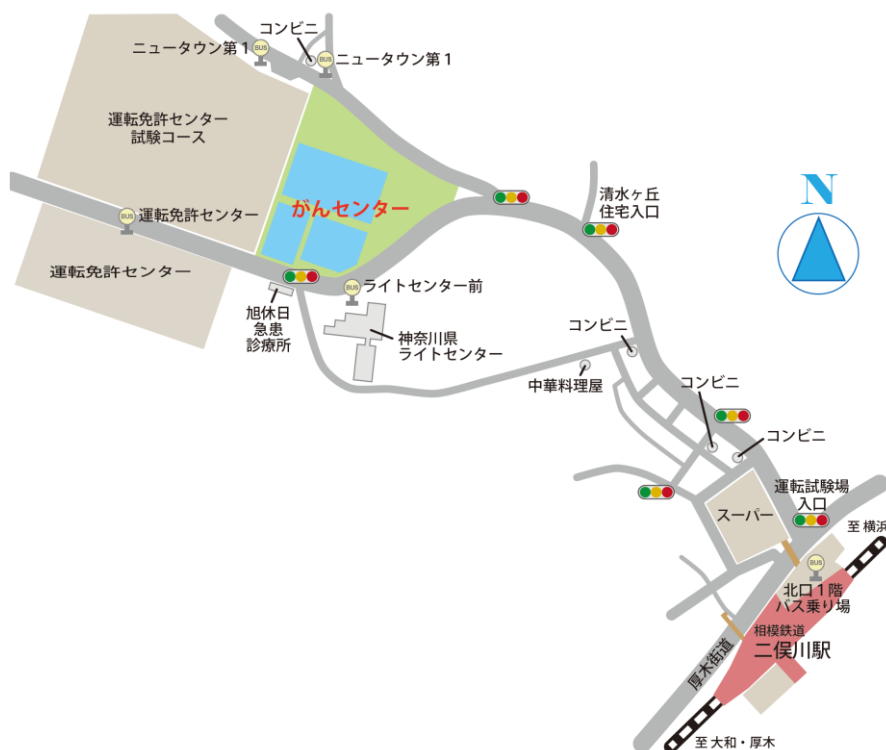 コンビニ
ニュータウン第1
BUS
BUS
ニュータウン第1
運転免許センター
試験コース
がんセンター
清水ヶ丘
住宅入口
N
BUS
運転免許センター
運転免許センター
BUS
ライトセンター前
旭休日
急患
診療所
神奈川県
ライトセンター
コンビニ
中華料理屋
コンビニ
コンビニ
スーパー
運転試験場
入口
至 横浜
BUS
北口1階
バス乗り場
相模鉄道
二俣川駅
厚木街道
至 大和・厚木